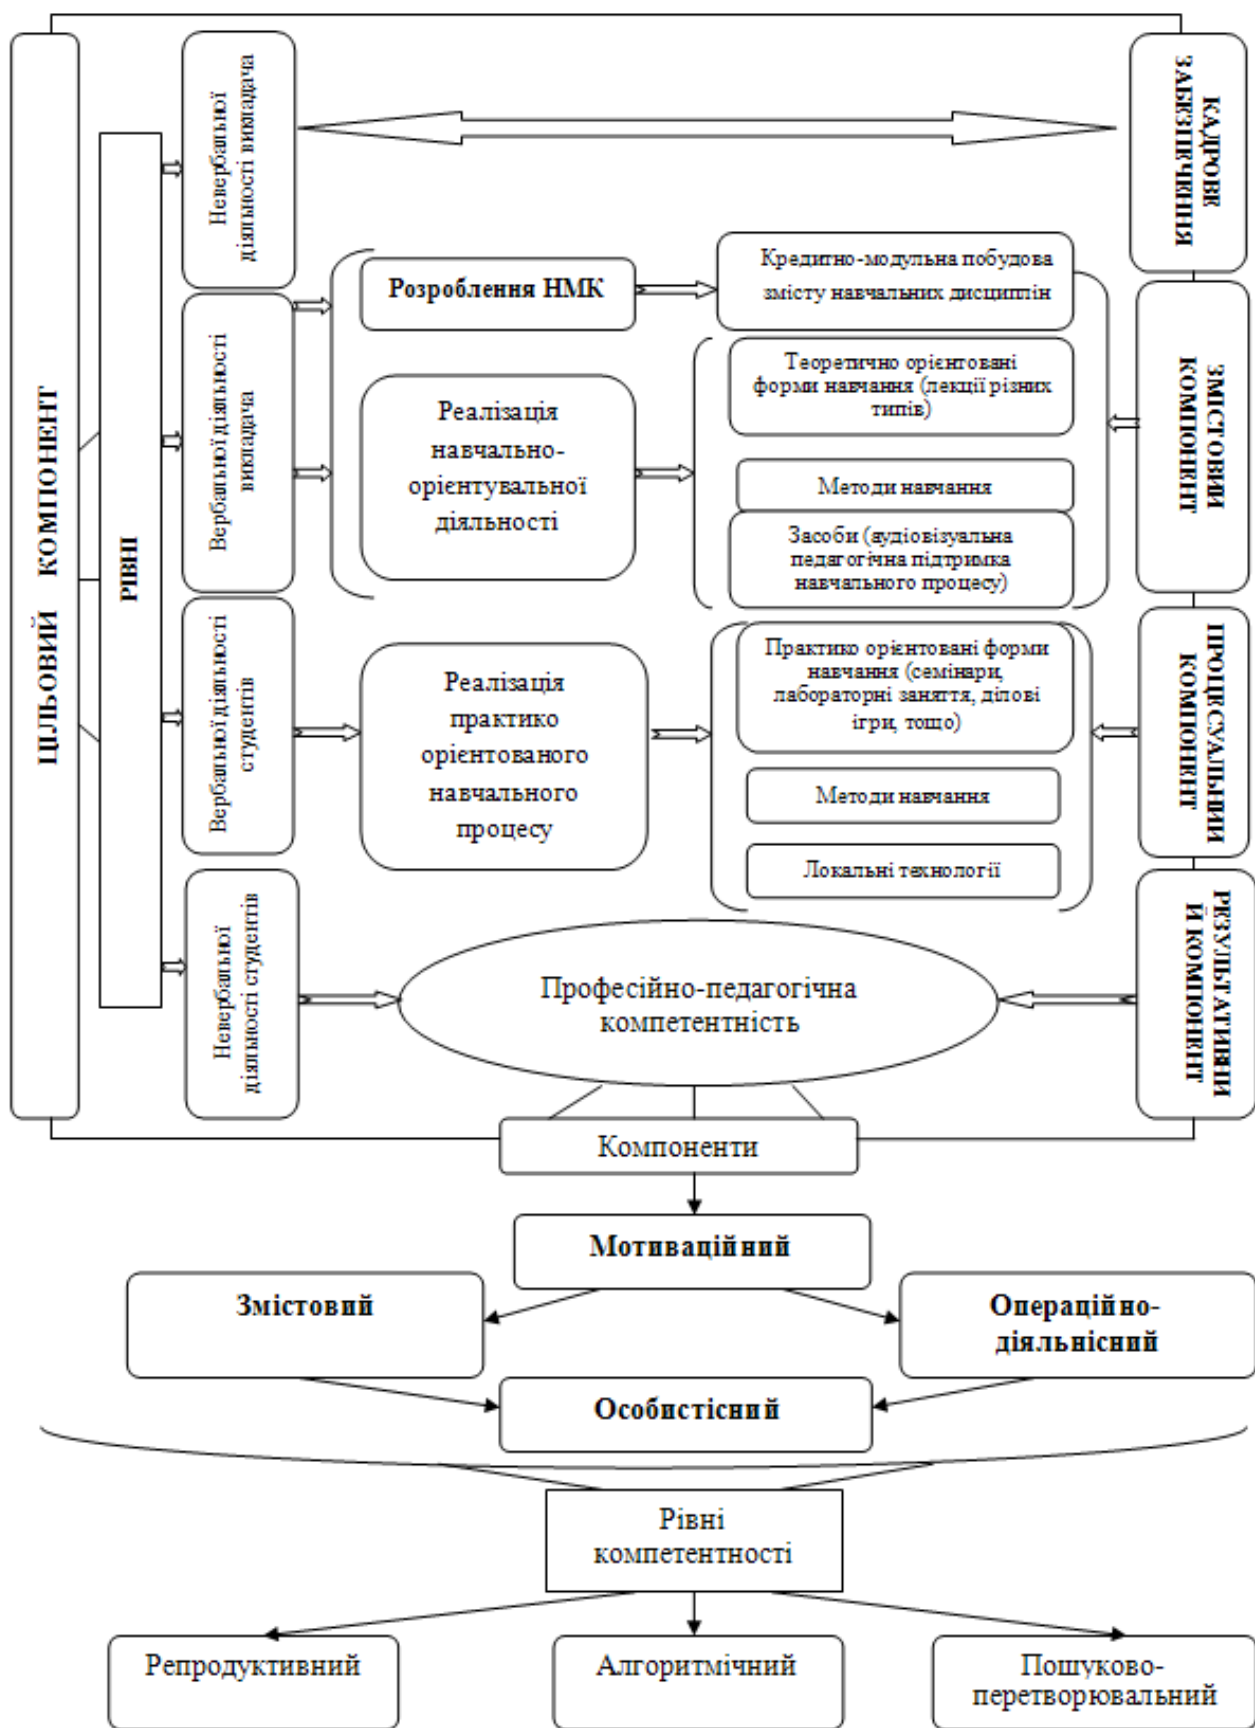 ЦІЛЬОВИЙ КОМПОНЕНТ
РІВНІ
Невербальної
діяльності викладача
Вербальної діяльності
викладача
Вербальної діяльності
студентів
Невербальної
діяльності студентів
Розроблення НМК
Реалізація
навчально-
орієнтувальної
діяльності
Реалізація
практико
орієнтованого
навчального
процесу
Кредитно-модульна побудова
змісту навчальних дисциплін
Теоретично орієнтовані
форми навчання (лекції різних
типів)
Методи навчання
Засоби (аудіовізуальна
педагогічна підтримка
навчального процесу)
Практико орієнтовані форми
навчання (семінари,
лабораторні заняття, ділові
ігри, тощо)
Методи навчання
Локальні технології
КАДРОВЕ
ЗАБЕЗПЕЧЕННЯ
ЗМІСТОВИЙ
КОМПОНЕНТ
ПРОЦЕСУАЛЬНИЙ
КОМПОНЕНТ
РЕЗУЛЬТАТИВНИ
Й КОМПОНЕНТ
Професійно-педагогічна
компетентність
Компоненти
Мотиваційний
Змістовий
Операційно-
діяльнісний
Особистісний
Рівні
компетентності
Репродуктивний
Алгоритмічний
Пошуково-
перетворювальний